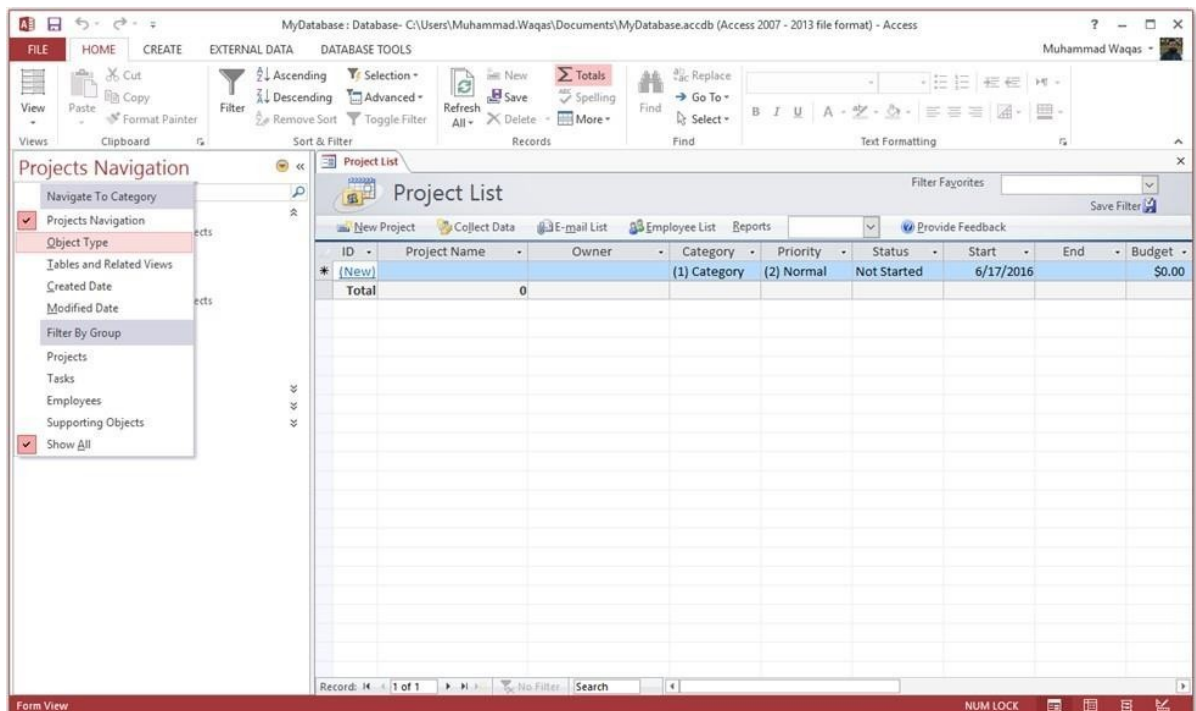 MyDatabase : Database- C:\Users\Muhammad.Waqas\Documents\MyDatabase.accdb (Access 2007 - 2013 file format) - Access
FILE HOME CREATE EXTERNAL DATA DATABASE TOOLS Muhammad Waqas
View
Views
Paste
Cut
Copy
Format Painter
Clipboard
Filter
Ascending
Descending
Remove Sort
Selection
Advanced
Toggle Filter
Sort & Filter
Refresh
All
New
Save
Delete
Totals
Spelling
More
Records
Find
Replace
Go To
Select
Find
B I U A
Text Formatting
Projects Navigation
Navigate To Category
Projects Navigation
Object Type
Tables and Related Views
Created Date
Modified Date
Filter By Group
Projects
Tasks
Employees
Supporting Objects
Show All
ects
ects
Project List
Project List
Filter Favorites
Save Filter
New Project Collect Data E-mail List Employee List Reports Provide Feedback
ID Project Name Owner Category Priority Status Start End Budget
(New) (1) Category (2) Normal Not Started 6/17/2016 $0.00
Total 0
Record: 1 of 1 No Filter Search
Form View NUM LOCK